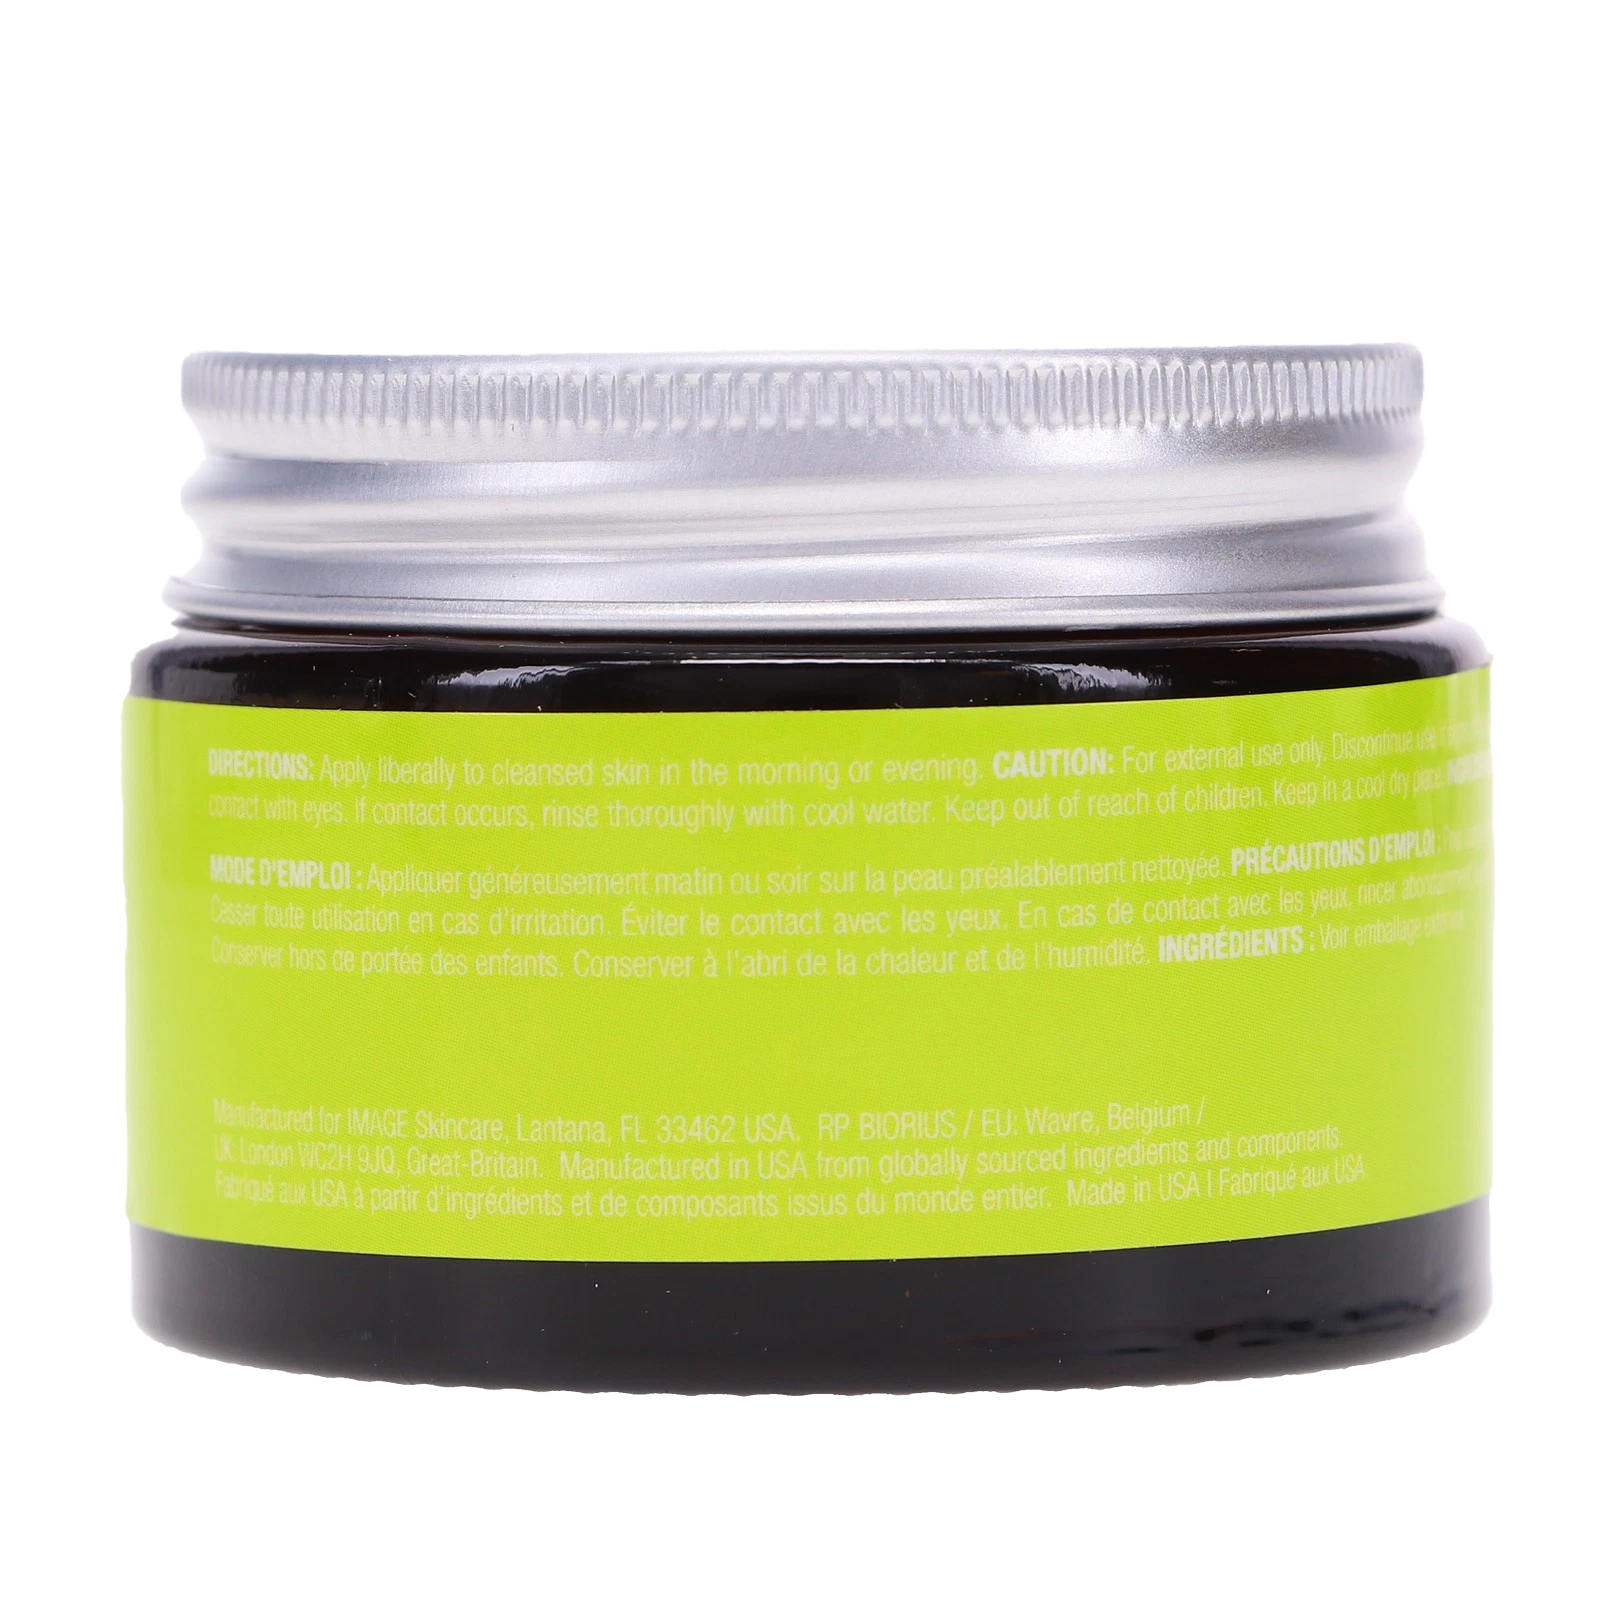 DIRECTIONS: Apply liberally to cleansed skin in the morning or evening. CAUTION: For external use only. Discontinue use
contact with eyes. If contact occurs, rinse thoroughly with cool water. Keep out of reach of children. Keep in a cool dry place.
MODE D'EMPLOI : Appliquer généreusement matin ou soir sur la peau préalablement nettoyée. PRÉCAUTIONS D'EMPLOI :
Cesser toute utilisation en cas d'irritation. Éviter le contact avec les yeux. En cas de contact avec les yeux, rincer abondamment
Conserver hors de portée des enfants. Conserver à l'abri de la chaleur et de l'humidité. INGRÉDIENTS : Voir emballage
Manufactured for IMAGE Skincare, Lantana, FL 33462 USA. RP BIORIUS / EU: Wavre, Belgium /
UK: London WC2H 9JQ, Great-Britain. Manufactured in USA from globally sourced ingredients and components.
Fabriqué aux USA à partir d'ingrédients et de composants issus du monde entier. Made in USA | Fabriqué aux USA